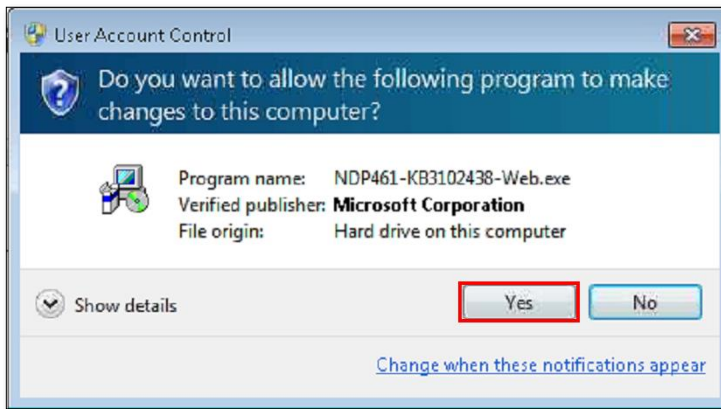 User Account Control
Do you want to allow the following program to make
changes to this computer?
Program name: NDP461-KB3102438-Web.exe
Verified publisher: Microsoft Corporation
File origin: Hard drive on this computer
Show details
Yes
No
Change when these notifications appear